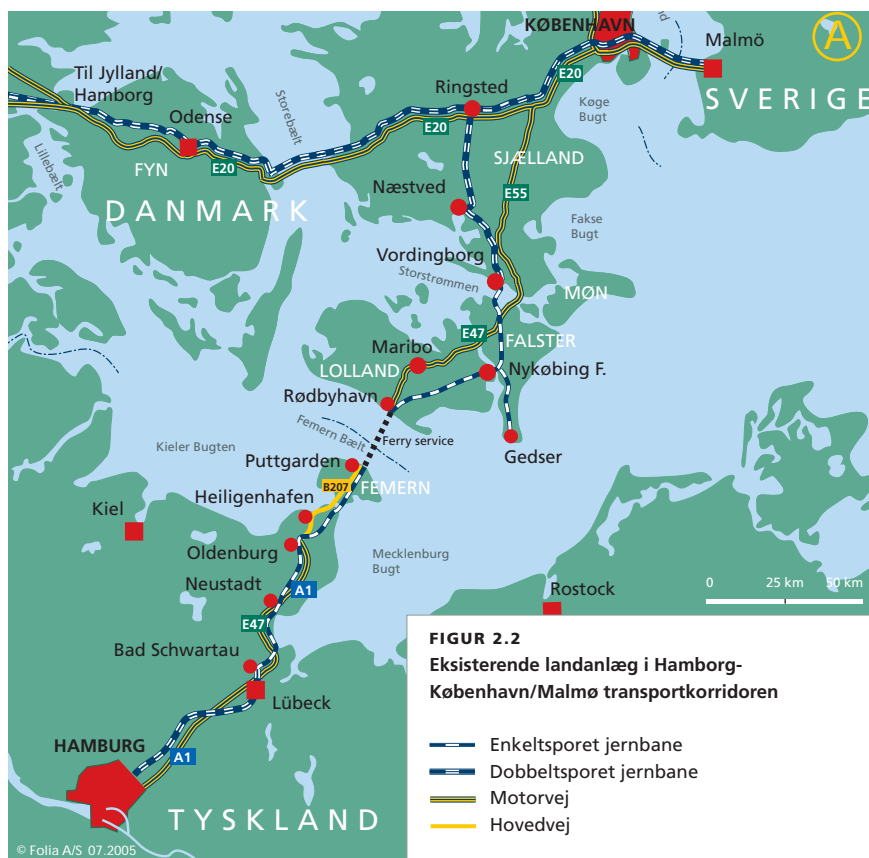 KØBENHAVN
A
Malmö
Til Jylland/
Hamborg
Ringsted
E20
SVERIGE
Odense
Storebælt
Køge
Bugt
E20
Lillebælt
FYN
E20
SJÆLLAND
DANMARK
Næstved
E55
Fakse
Bugt
Vordingborg
Storstrømmen
MØN
E47
FALSTER
Maribo
LOLLAND
Nykøbing F.
Rødbyhavn
Femern Bælt
Ferry service
Kieler Bugten
Gedser
Puttgarden
B207
FEMERN
Heiligenhafen
Kiel
Oldenburg
Mecklenburg
Bugt
Neustadt
A1
Rostock
0 25 km 50 km
E47
Bad Schwartau
Lübeck
HAMBURG
A1
TYSKLAND
© Folia A/S 07.2005
FIGUR 2.2
Eksisterende landanlæg i Hamborg-
København/Malmø transportkorridoren
Enkeltsporet jernbane
Dobbeltsporet jernbane
Motorvej
Hovedvej